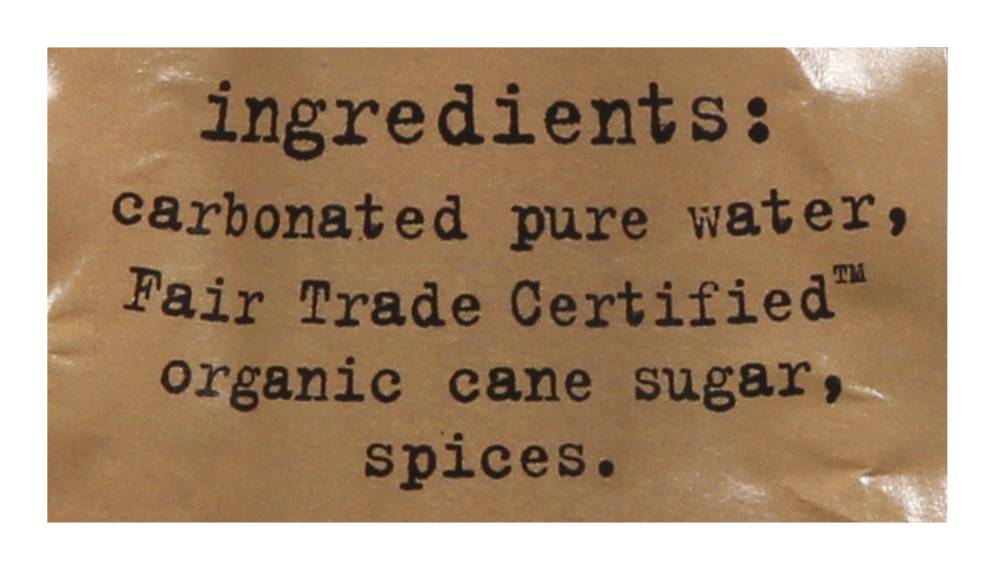 ingredients:
carbonated pure water,
Fair Trade Certified™
organic cane sugar,
spices.